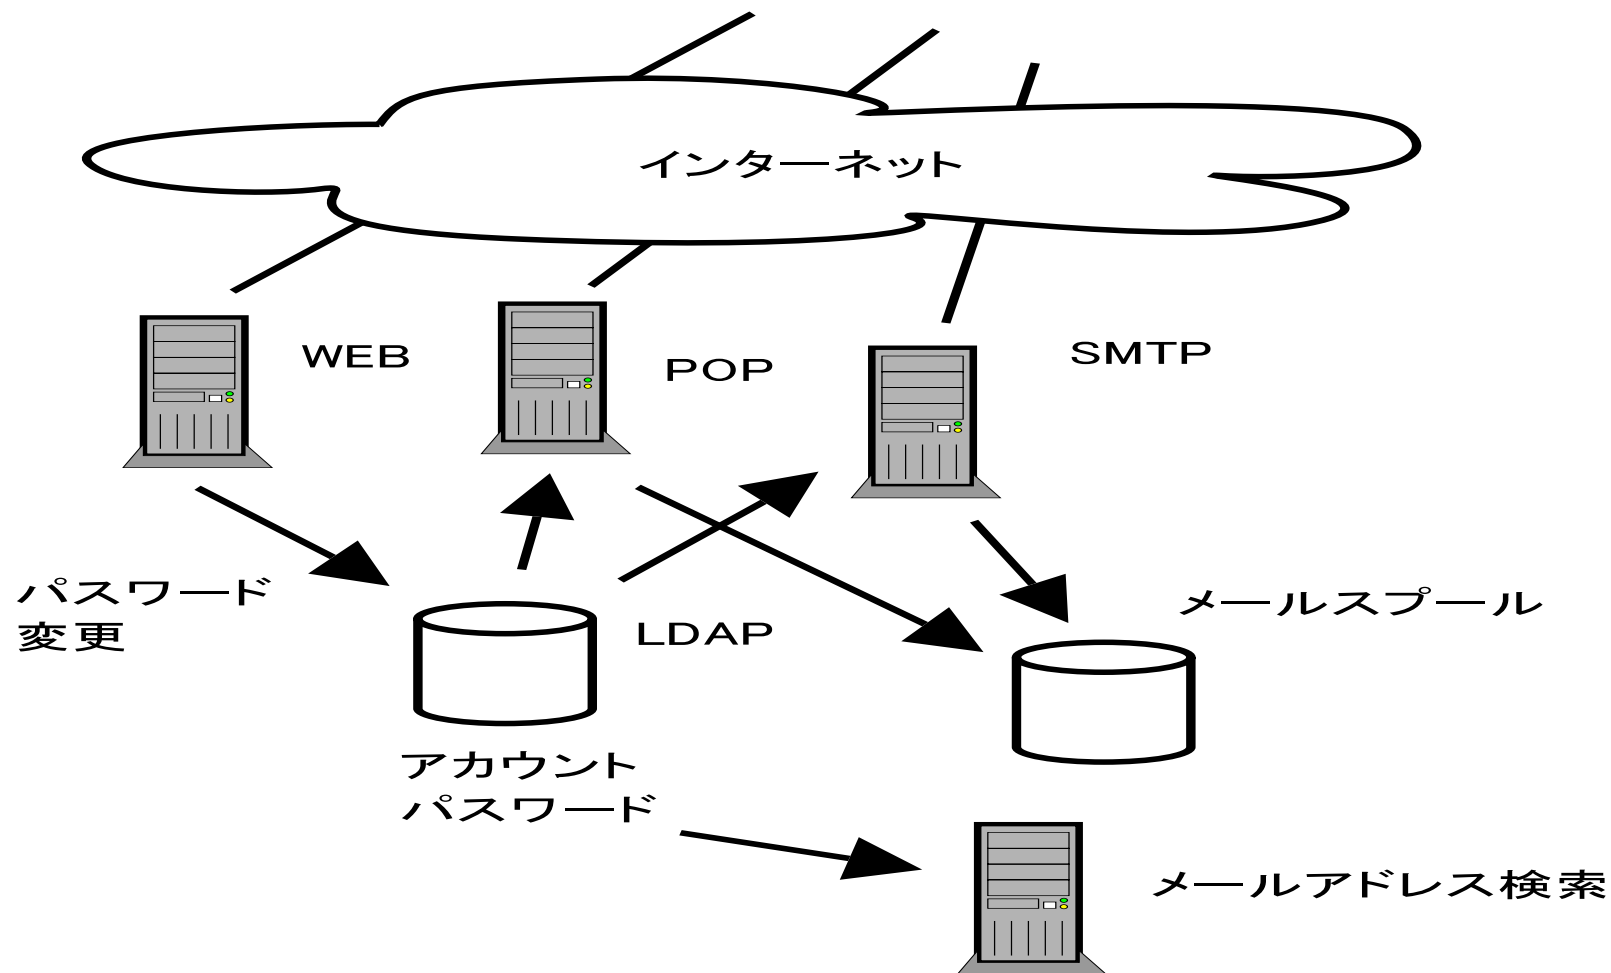 インターネット
WEB
POP
SMTP
パスワード
変更
LDAP
メールスプール
アカウント
パスワード
メールアドレス検索